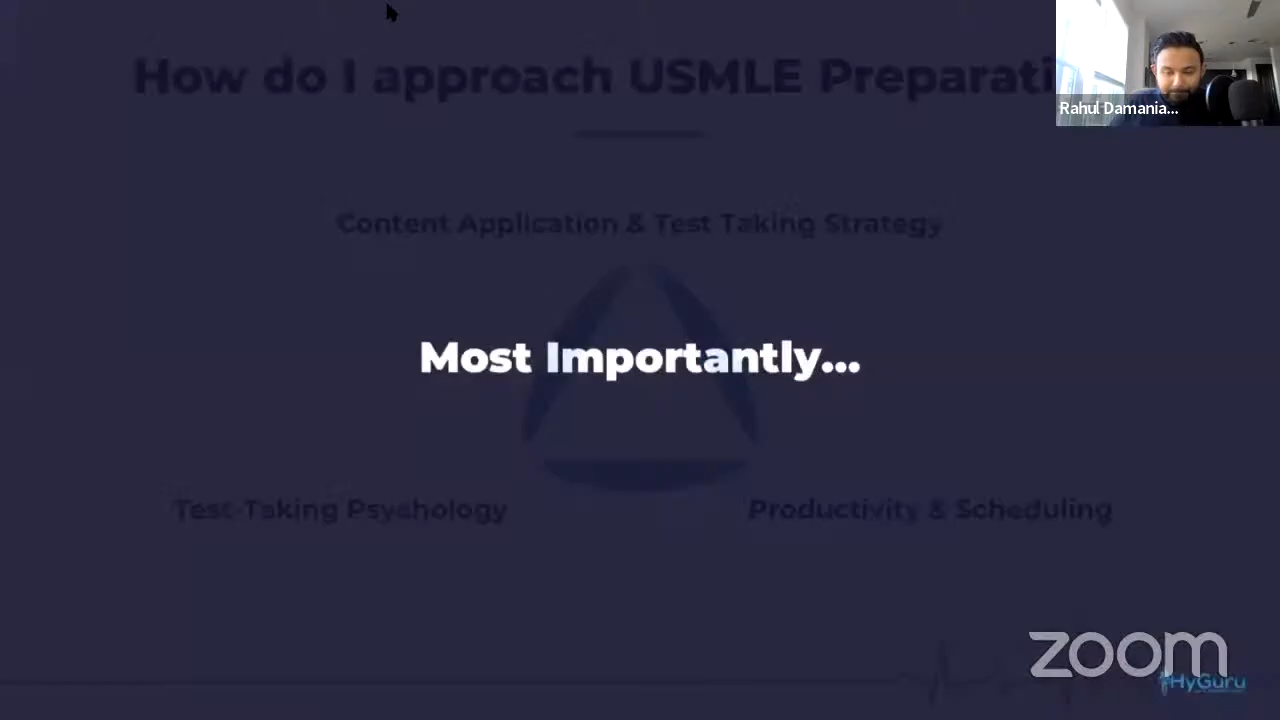 How do I approach USMLE Preparati
Rahul Damania...
Content Application & Test Taking Strategy
Most Importantly...
Test-Taking Psychology
Productivity & Scheduling
zoom
HyGuru